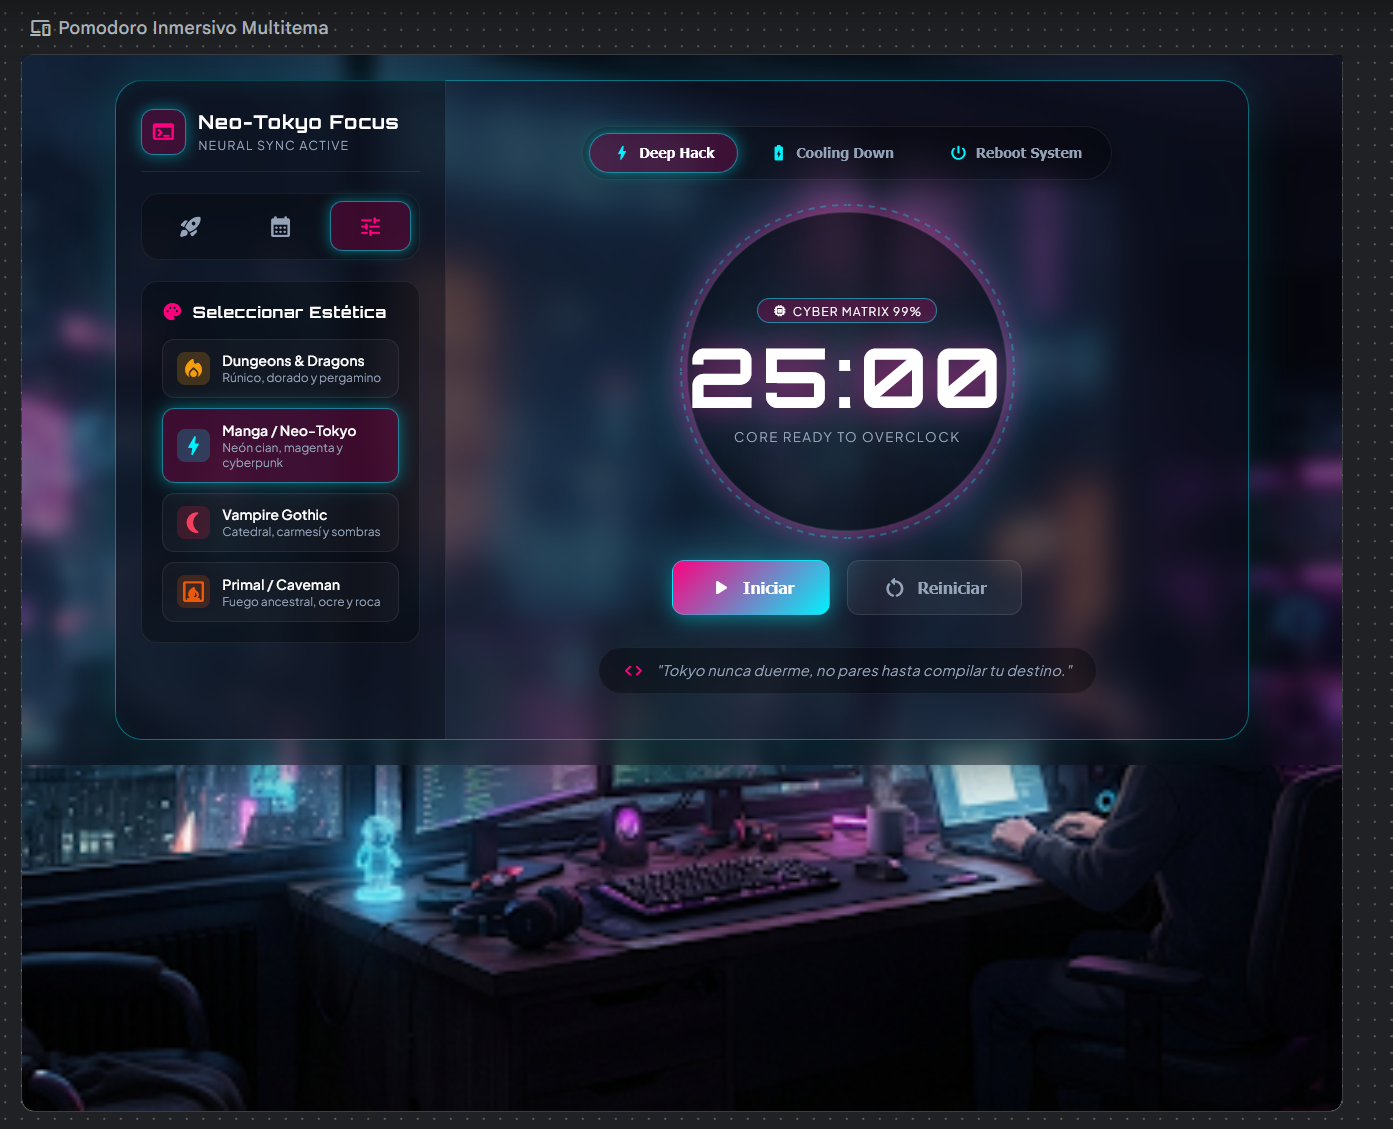 Pomodoro Inmersivo Multitema
Neo-Tokyo Focus
NEURAL SYNC ACTIVE
Seleccionar Estética
Dungeons & Dragons
Rúnico, dorado y pergamino
Manga / Neo-Tokyo
Neón cian, magenta y
cyberpunk
Vampire Gothic
Catedral, carmesí y sombras
Primal / Caveman
Fuego ancestral, ocre y roca
Deep Hack
Cooling Down
Reboot System
CYBER MATRIX 99%
25:00
CORE READY TO OVERCLOCK
Iniciar
Reiniciar
"Tokyo nunca duerme, no pares hasta compilar tu destino."